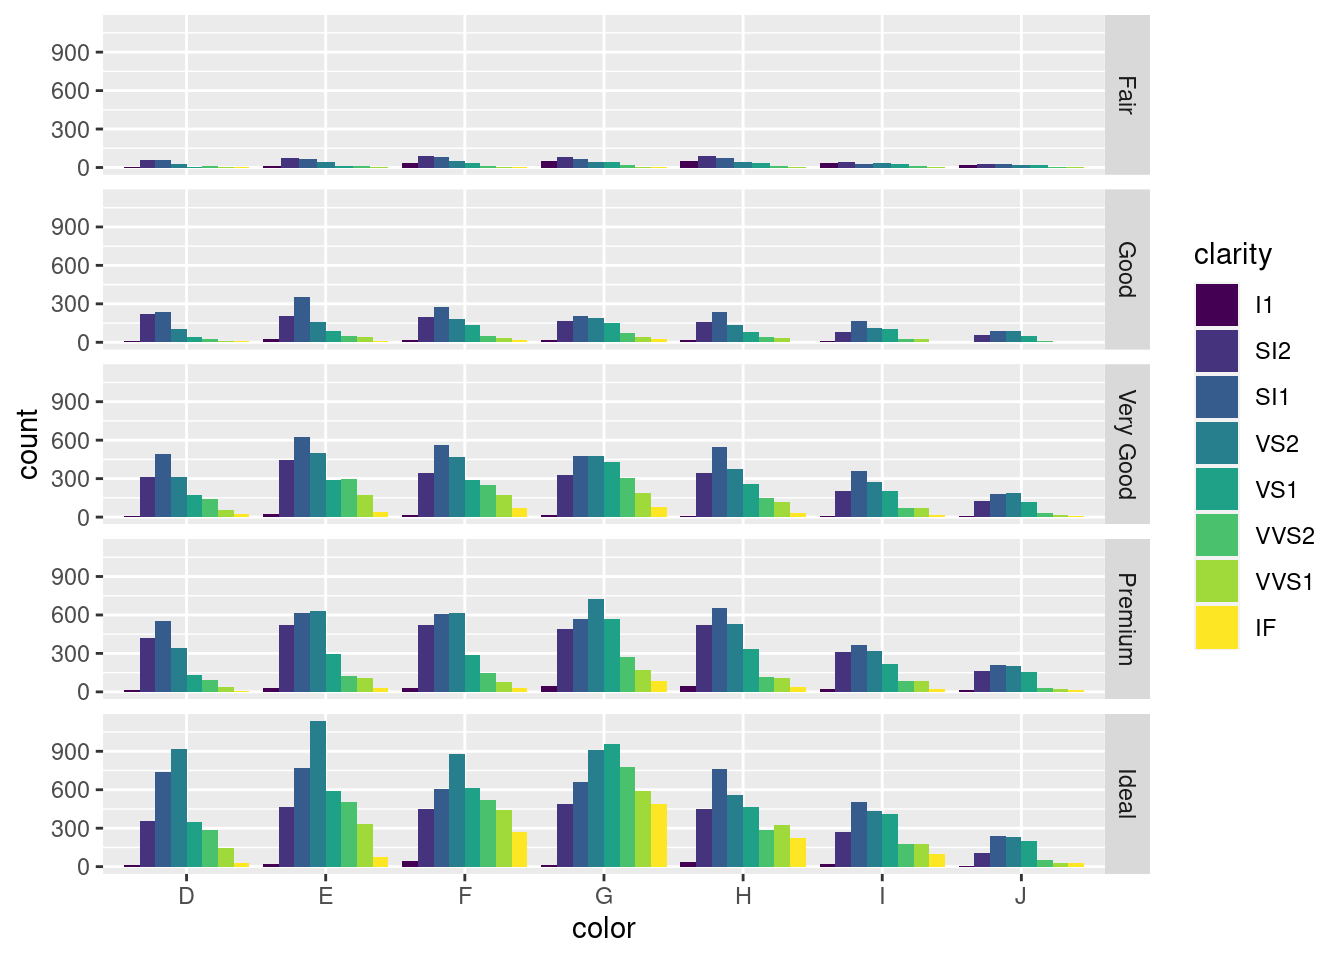 900
600
300
0
Fair
900
600
300
0
Good
900
600
300
0
Very Good
900
600
300
0
Premium
900
600
300
0
Ideal
D E F G H I J
color
count
clarity
I1
SI2
SI1
VS2
VS1
VVS2
VVS1
IF